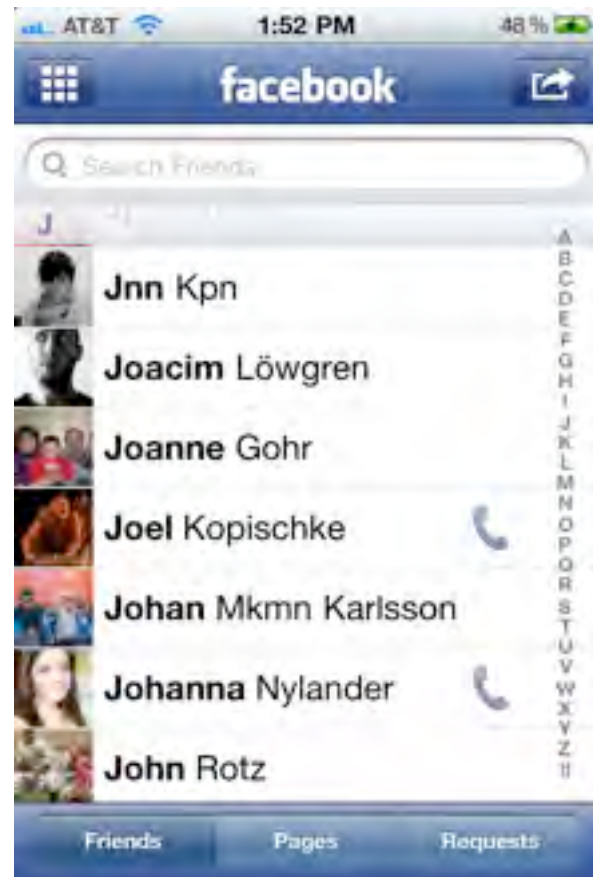 AT&T 1:52 PM 48 %
facebook
Search Friends
J
Jnn Kpn
Joacim Löwgren
Joanne Gohr
Joel Kopischke
Johan Mkmn Karlsson
Johanna Nylander
John Rotz
A
B
C
D
E
F
G
H
I
J
K
L
M
N
O
P
Q
R
S
T
U
V
W
X
Y
Z
Friends Pages Requests